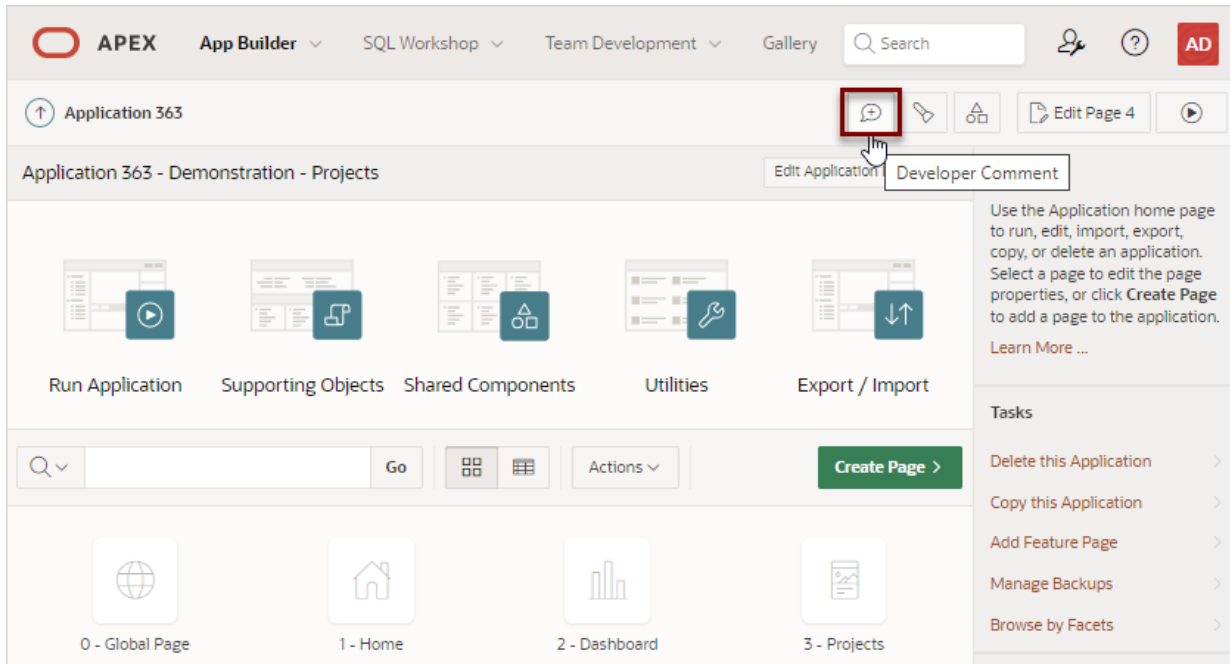 APEX App Builder SQL Workshop Team Development Gallery Search AD
Application 363 Edit Page 4
Application 363 - Demonstration - Projects Edit Application
Developer Comment
Use the Application home page
to run, edit, import, export,
copy, or delete an application.
Select a page to edit the page
properties, or click Create Page
to add a page to the application.
Learn More ...
Run Application Supporting Objects Shared Components Utilities Export / Import
Go Actions Create Page
Tasks
Delete this Application
Copy this Application
Add Feature Page
Manage Backups
Browse by Facets
0 - Global Page 1 - Home 2 - Dashboard 3 - Projects